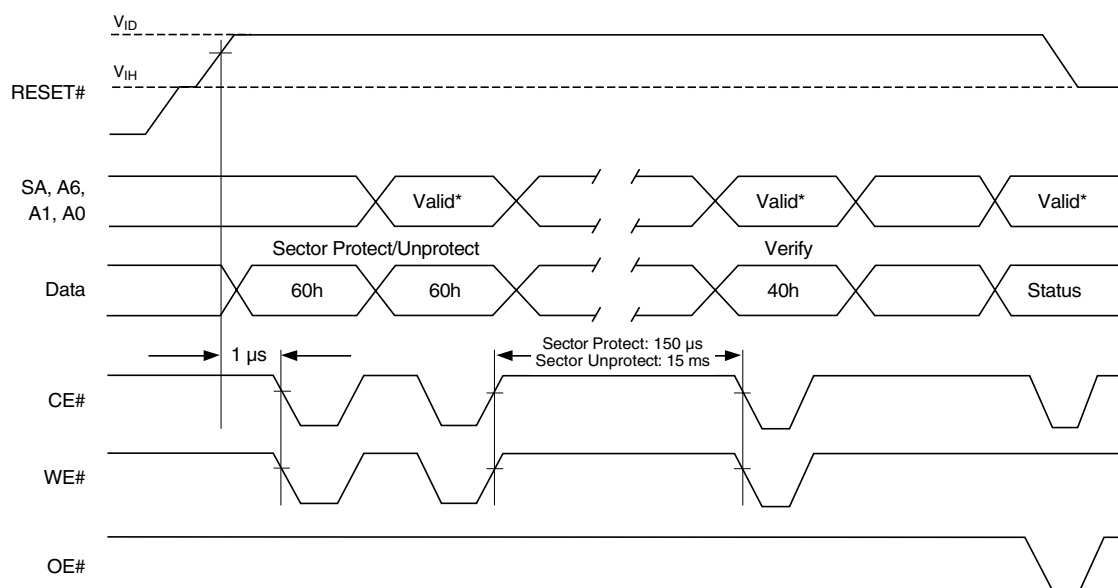 VID
VIH
RESET#
SA, A6,
A1, A0
Valid*
Valid*
Valid*
Sector Protect/Unprotect
Verify
Data
60h
60h
40h
Status
1 µs
Sector Protect: 150 µs
Sector Unprotect: 15 ms
CE#
WE#
OE#